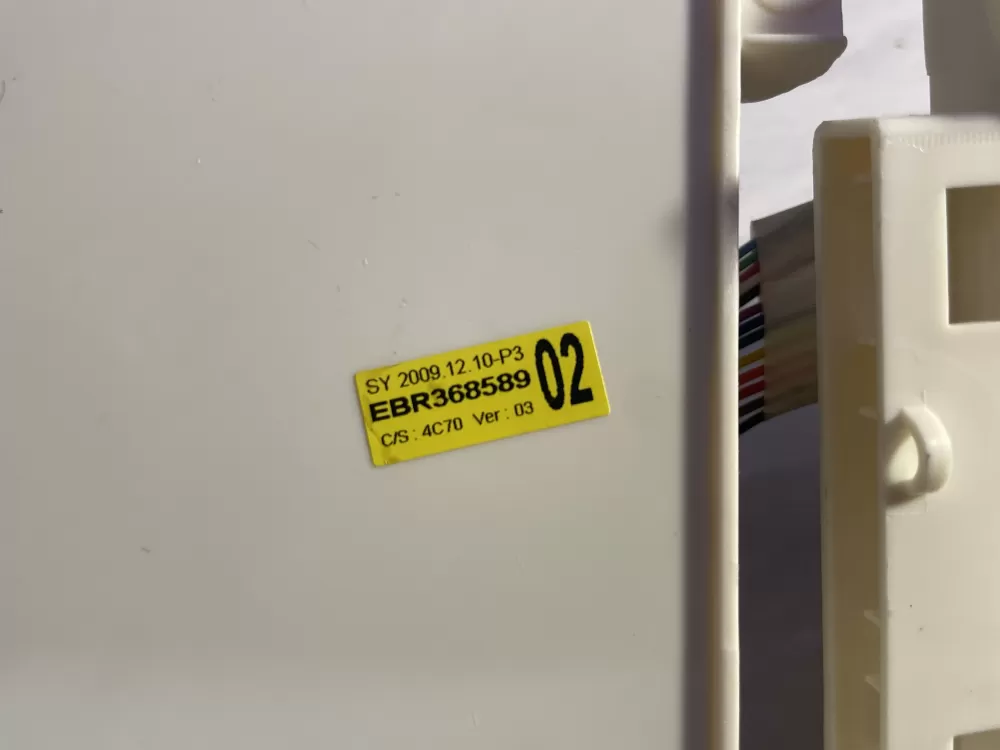 SY 2009.12.10-P3
EBR368589 02
C/S : 4C70 Ver : 03